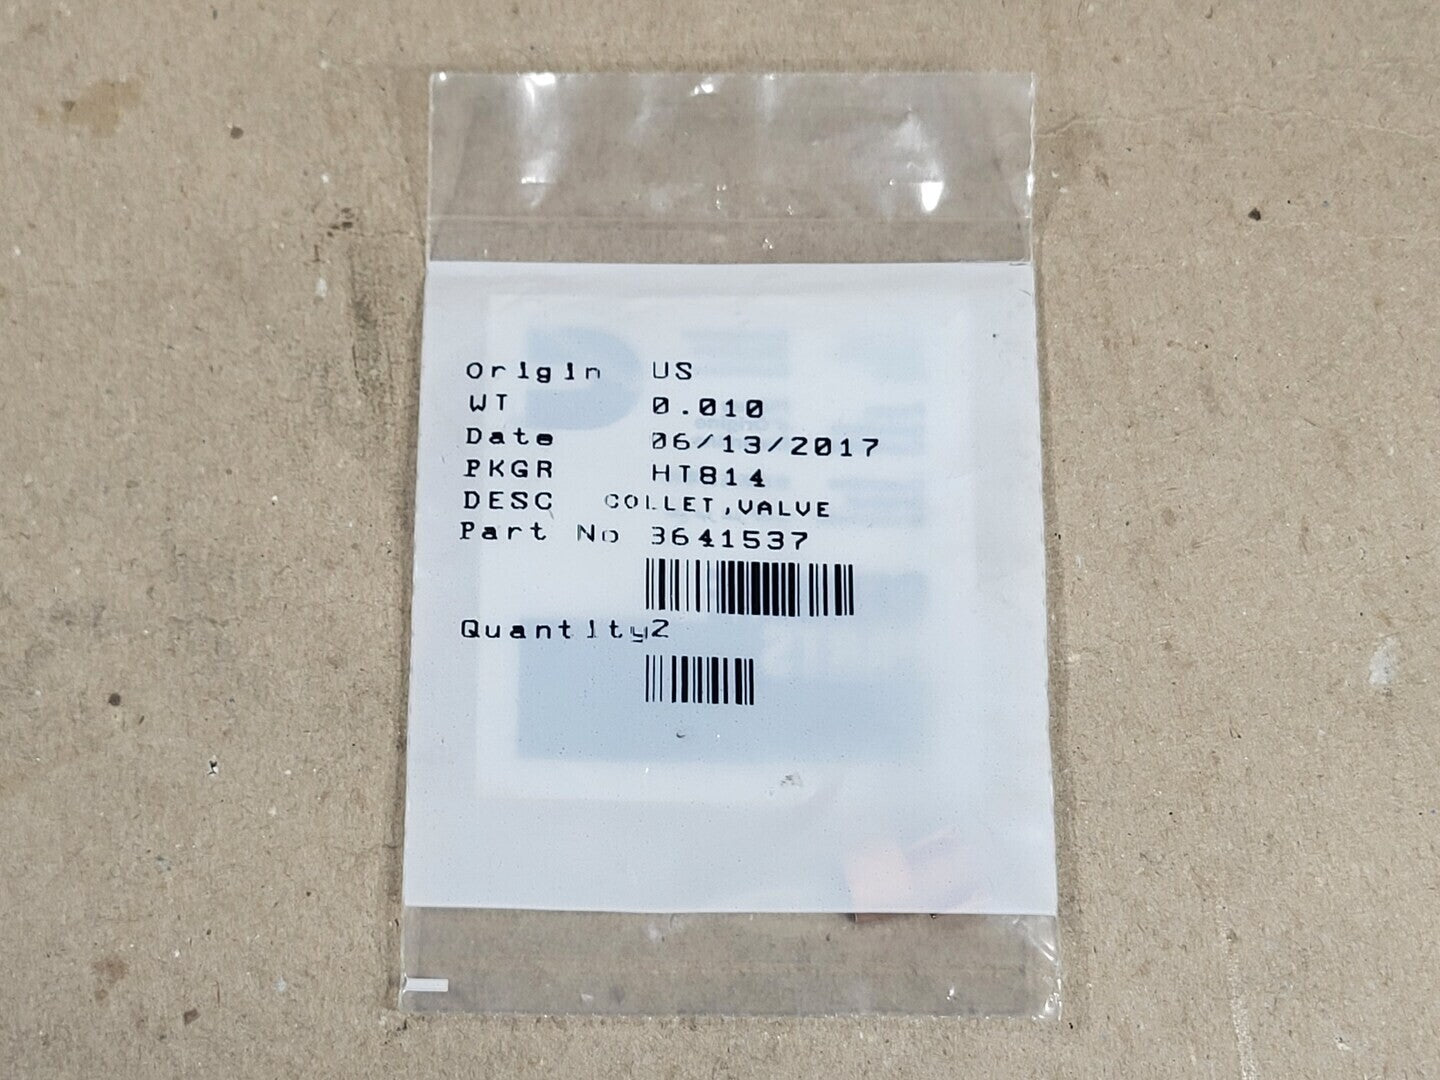 Origin US
WT 0.010
Date 06/13/2017
PKGR HT814
DESC COLLET,VALVE
Part No 3641537
Quantity2